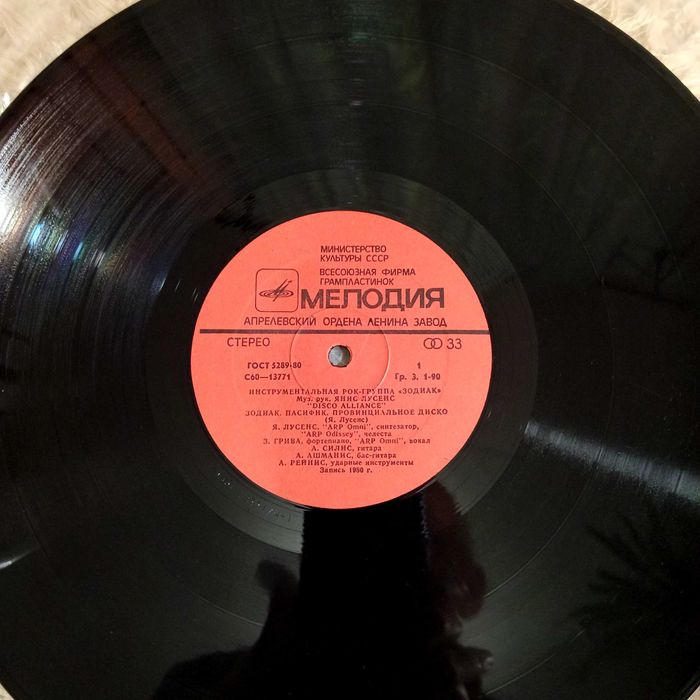 МИНИСТЕРСТВО
КУЛЬТУРЫ СССР
ВСЕСОЮЗНАЯ ФИРМА
ГРАМПЛАСТИНОК
МЕЛОДИЯ
АПРЕЛЕВСКИЙ ОРДЕНА ЛЕНИНА ЗАВОД
СТЕРЕО 33
ГОСТ 5289-80 1
С60—13771 Гр. 3. 1-90
ИНСТРУМЕНТАЛЬНАЯ РОК-ГРУППА «ЗОДИАК»
Муз. рук. ЯНИС ЛУСЕНС
"DISCO ALLIANCE"
ЗОДИАК, ПАСИФИК, ПРОВИНЦИАЛЬНОЕ ДИСКО
(Я. Лусенс)
Я. ЛУСЕНС, "ARP Omni", синтезатор,
"ARP Odissey", челеста
З. ГРИВА, фортепиано, "ARP Omni", вокал
А. СИЛИС, гитара
А. АШМАНИС, бас-гитара
А. РЕЙНИС, ударные инструменты
Запись 1980 г.